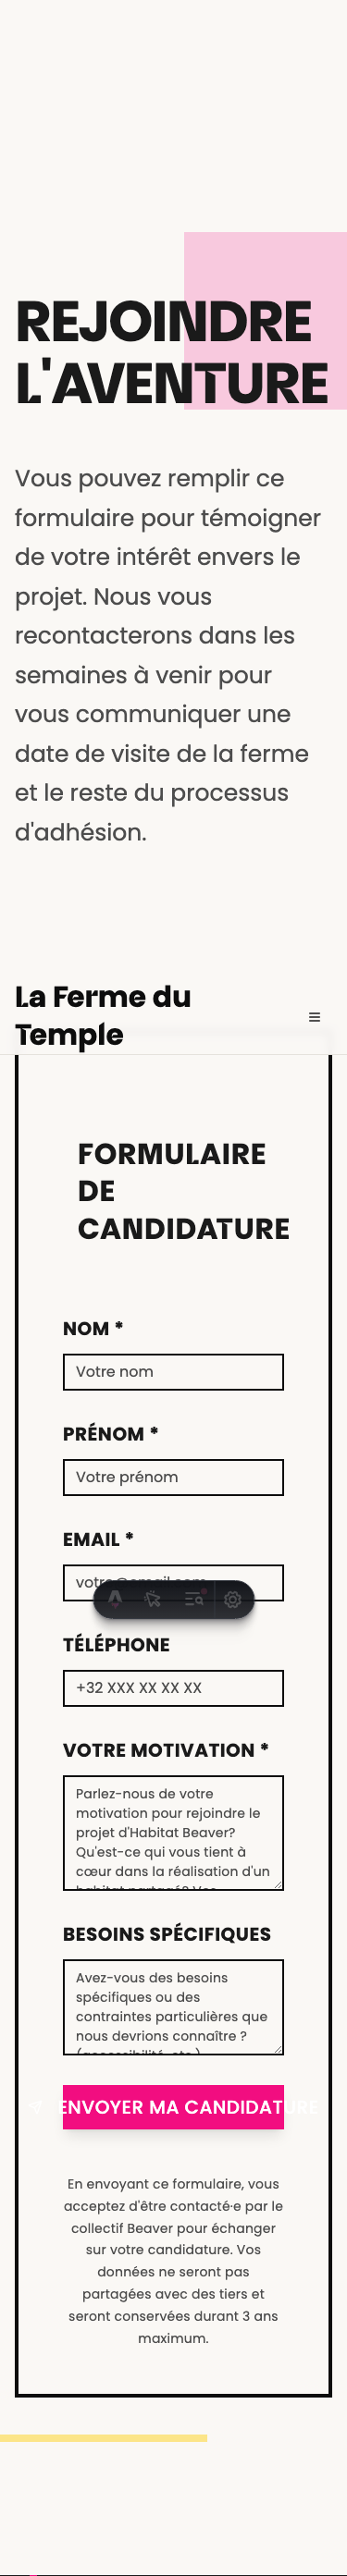 REJOINDRE
L'AVENTURE
Vous pouvez remplir ce
formulaire pour témoigner
de votre intérêt envers le
projet. Nous vous
recontacterons dans les
semaines à venir pour
vous communiquer une
date de visite de la ferme
et le reste du processus
d'adhésion.
La Ferme du
Temple
FORMULAIRE
DE
CANDIDATURE
NOM *
Votre nom
PRÉNOM *
Votre prénom
EMAIL *
TÉLÉPHONE
+32 XXX XX XX XX
VOTRE MOTIVATION *
Parlez-nous de votre
motivation pour rejoindre le
projet d'Habitat Beaver?
Qu'est-ce qui vous tient à
cœur dans la réalisation d'un
habitat partagé? Vos
BESOINS SPÉCIFIQUES
Avez-vous des besoins
spécifiques ou des
contraintes particulières que
nous devrions connaître ?
(accessibilité, etc.)
ENVOYER MA CANDIDATURE
En envoyant ce formulaire, vous
acceptez d'être contacté·e par le
collectif Beaver pour échanger
sur votre candidature. Vos
données ne seront pas
partagées avec des tiers et
seront conservées durant 3 ans
maximum.